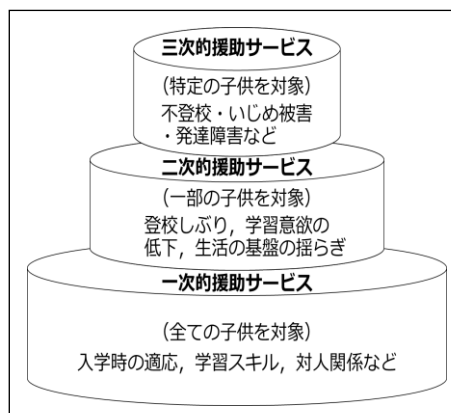 三次的援助サービス
(特定の子供を対象)
不登校・いじめ被害
・発達障害など
二次的援助サービス
(一部の子供を対象)
登校しぶり,学習意欲の
低下,生活の基盤の揺らぎ
一次的援助サービス
(全ての子供を対象)
入学時の適応,学習スキル,対人関係など